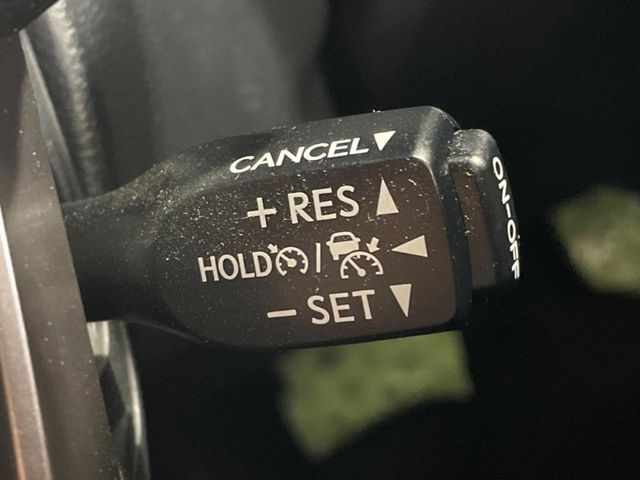 CANCEL▼
+ RES ▲
HOLD / ◀
− SET ▼
ON-OFF